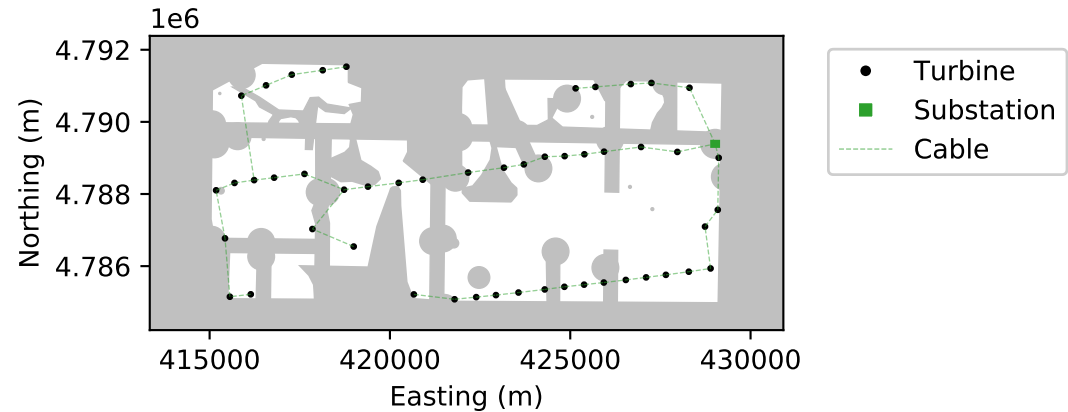 1e6
4.792
4.790
4.788
4.786
Northing (m)
415000 420000 425000 430000
Easting (m)
Turbine
Substation
Cable